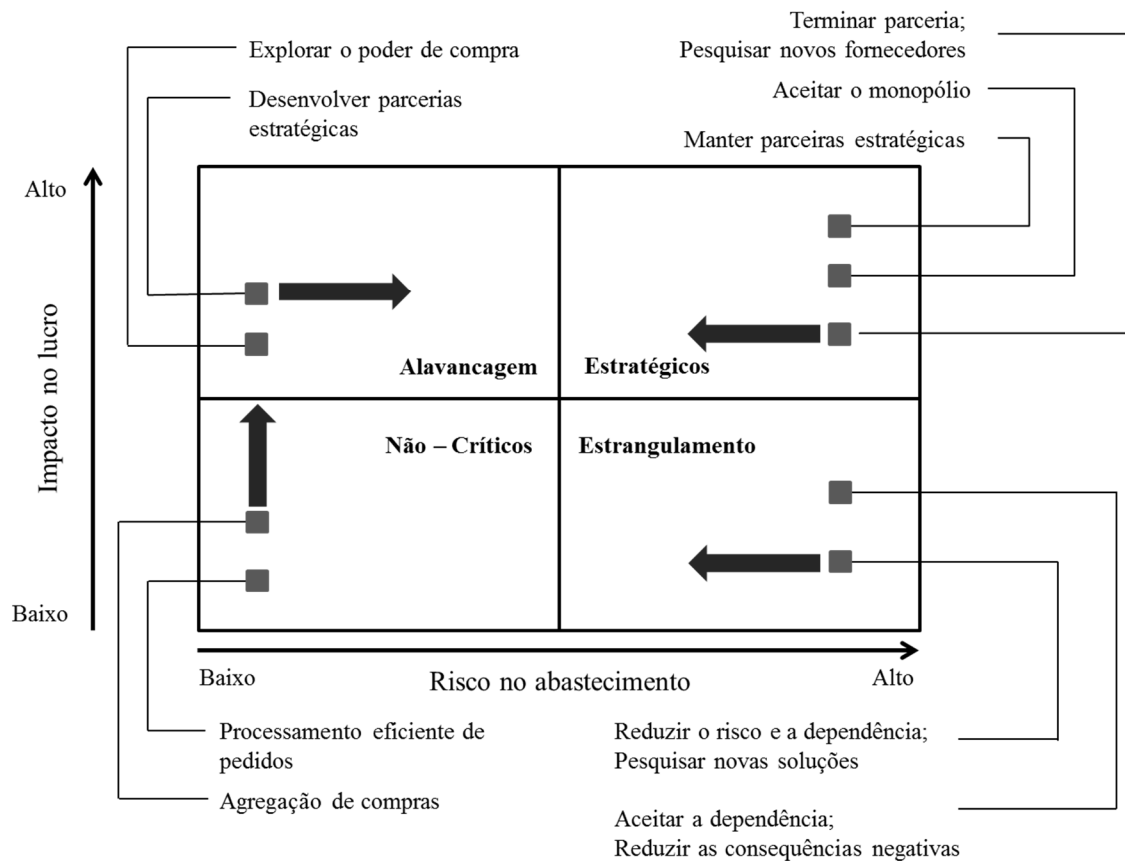 Terminar parceria;
Pesquisar novos fornecedores
Explorar o poder de compra
Aceitar o monopólio
Desenvolver parcerias
estratégicas
Manter parceiras estratégicas
Alto
Impacto no lucro
Alavancagem
Estratégicos
Não – Críticos
Estrangulamento
Baixo
Baixo
Risco no abastecimento
Alto
Processamento eficiente de
pedidos
Agregação de compras
Reduzir o risco e a dependência;
Pesquisar novas soluções
Aceitar a dependência;
Reduzir as consequências negativas